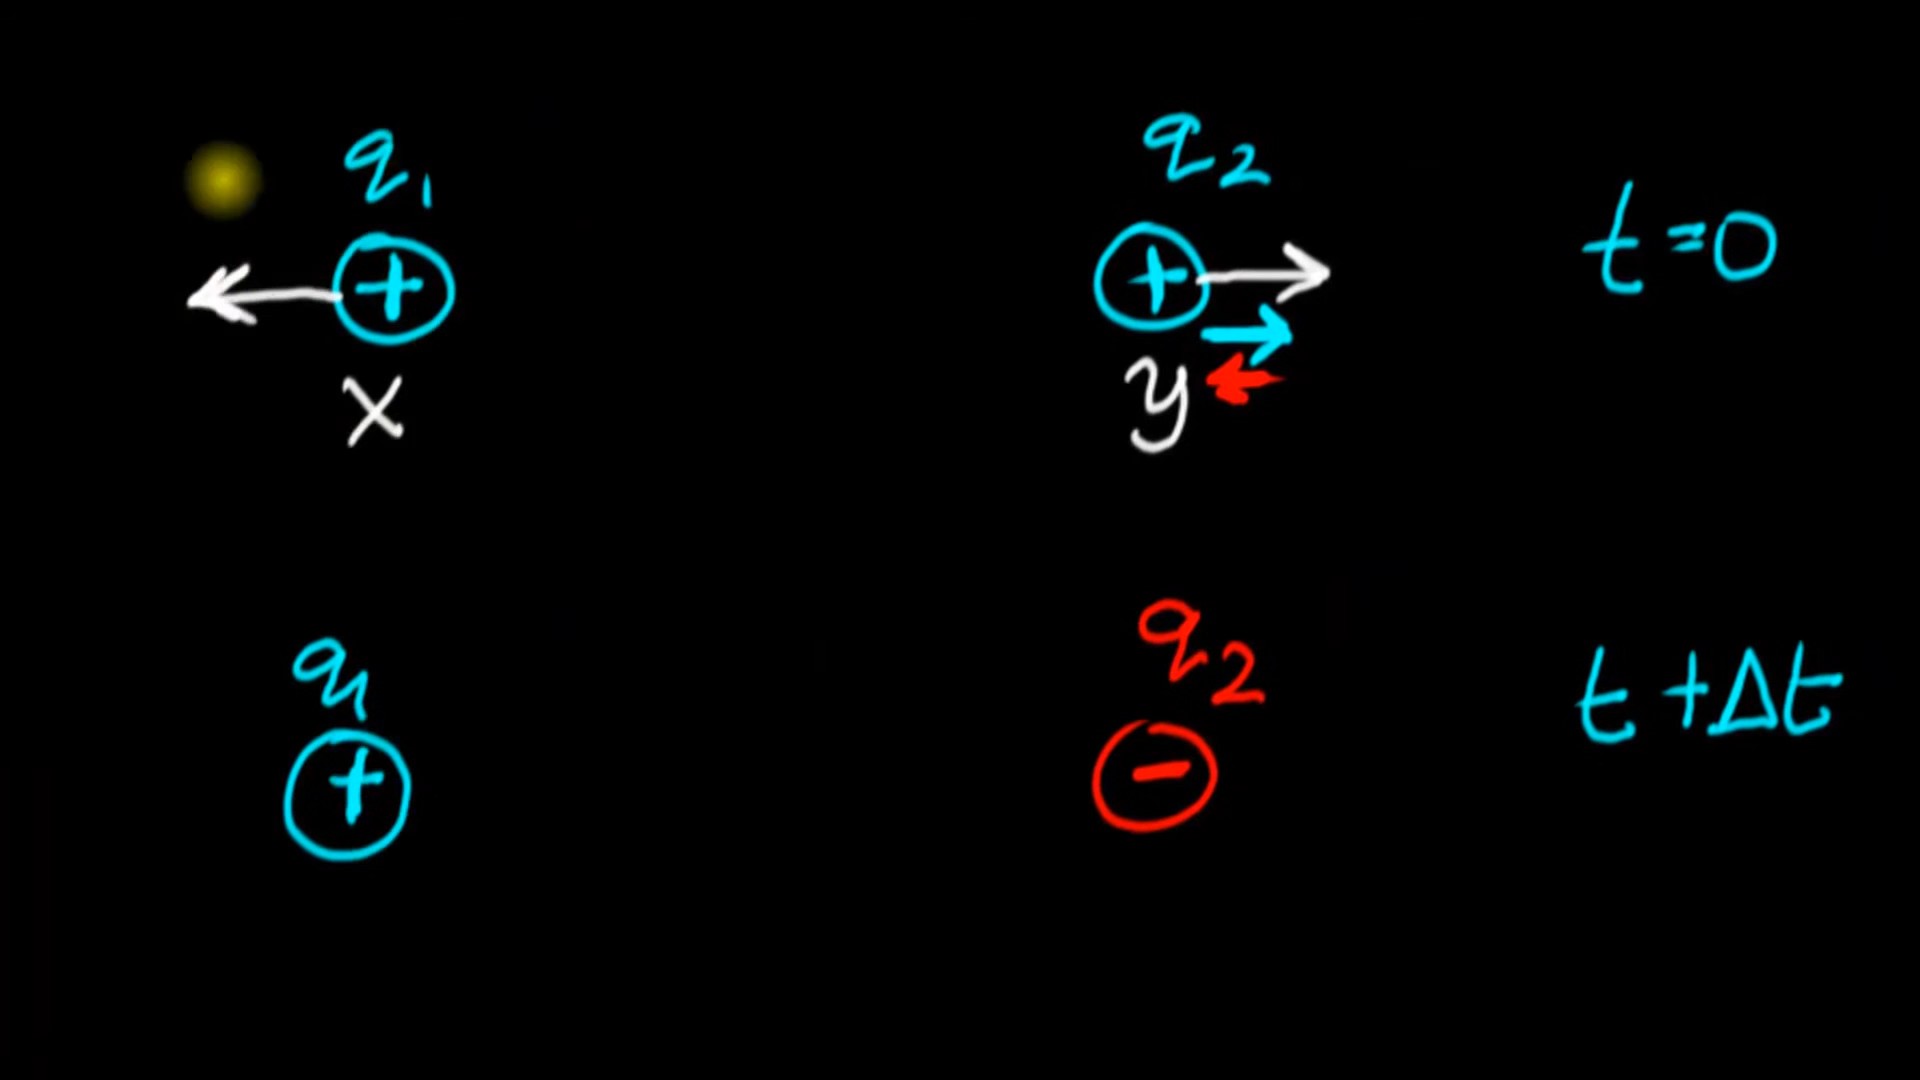 q₁ q₂
+ + t=0
x y
q₁ q₂
+ - t+Δt